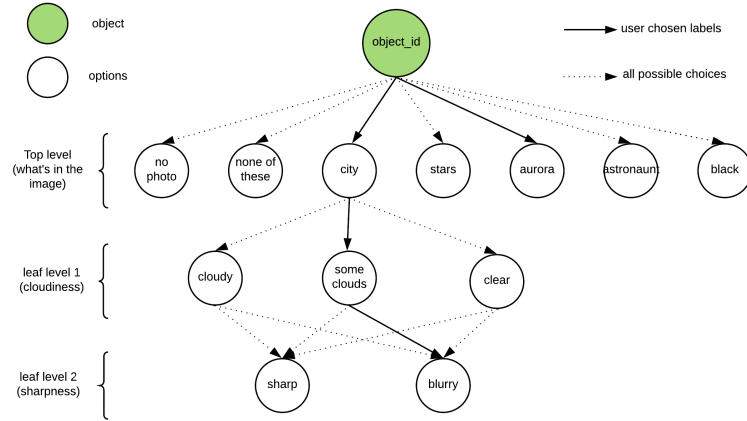 object
options
object_id
user chosen labels
all possible choices
Top level
(what's in the
image)
no
photo
none of
these
city
stars
aurora
astronaunt
black
leaf level 1
(cloudiness)
cloudy
some
clouds
clear
leaf level 2
(sharpness)
sharp
blurry